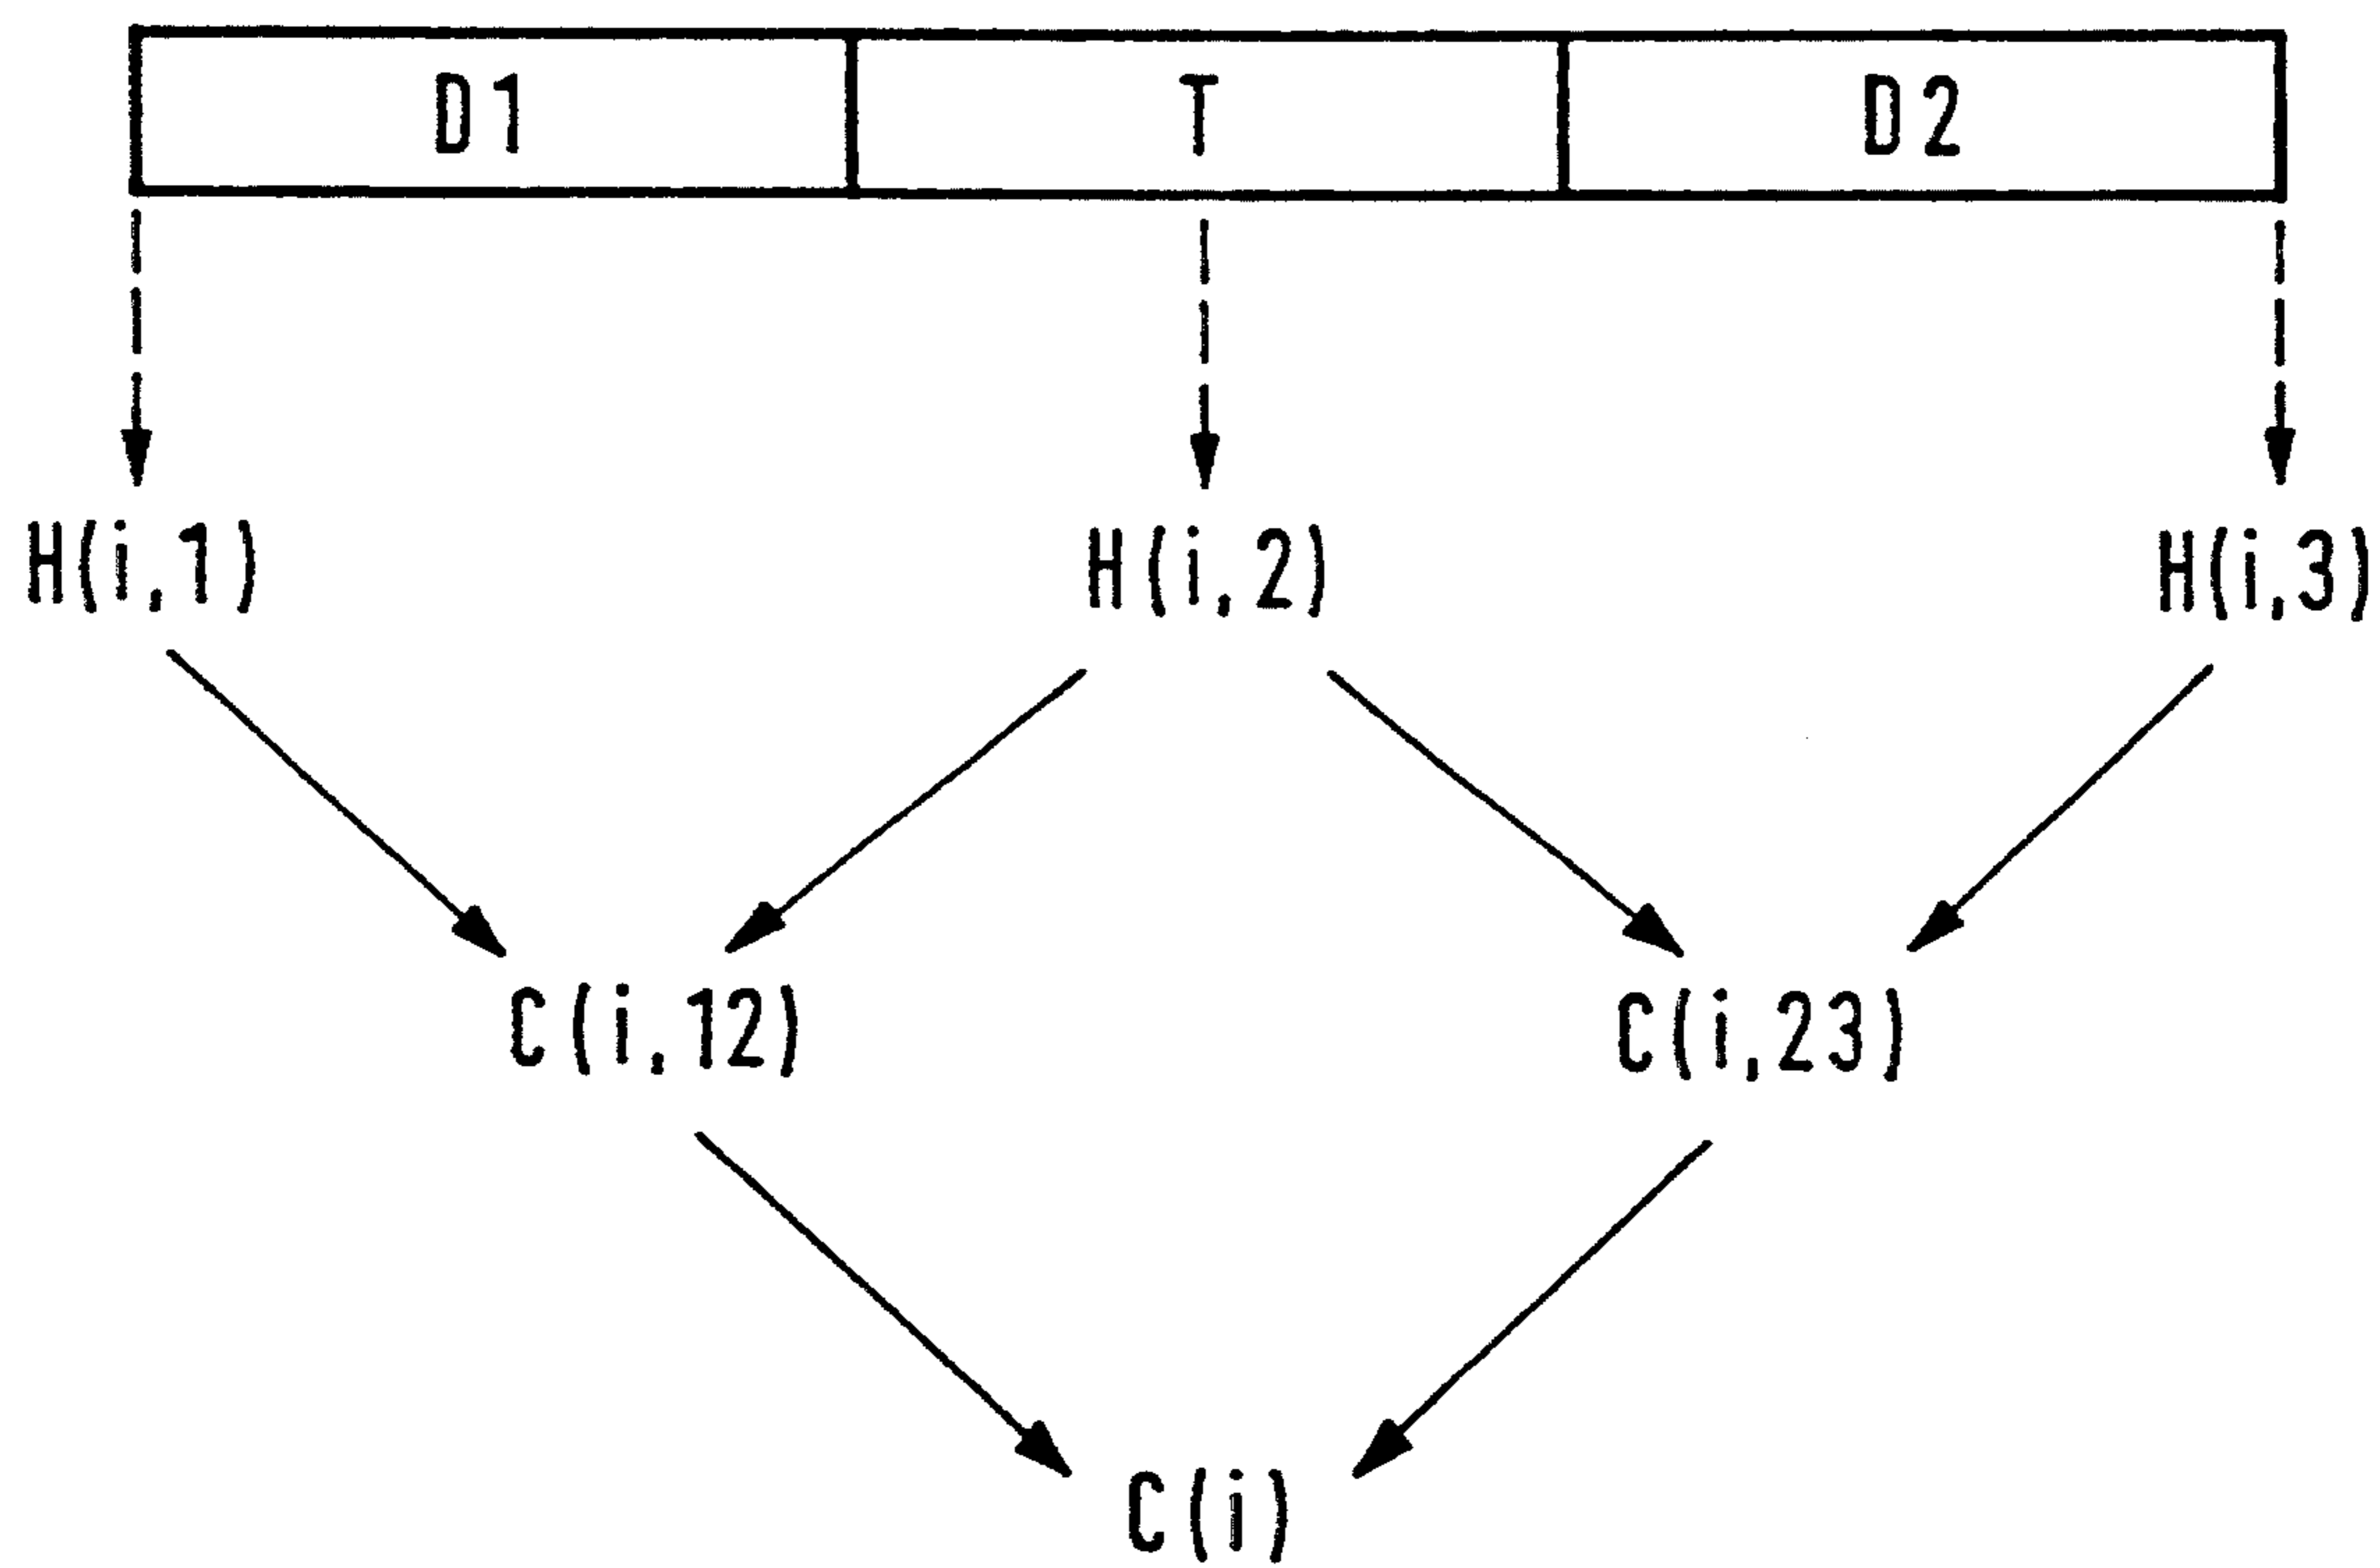 D1 T D2
H(i,1) H(i,2) H(i,3)
C(i,12) C(i,23)
C(i)